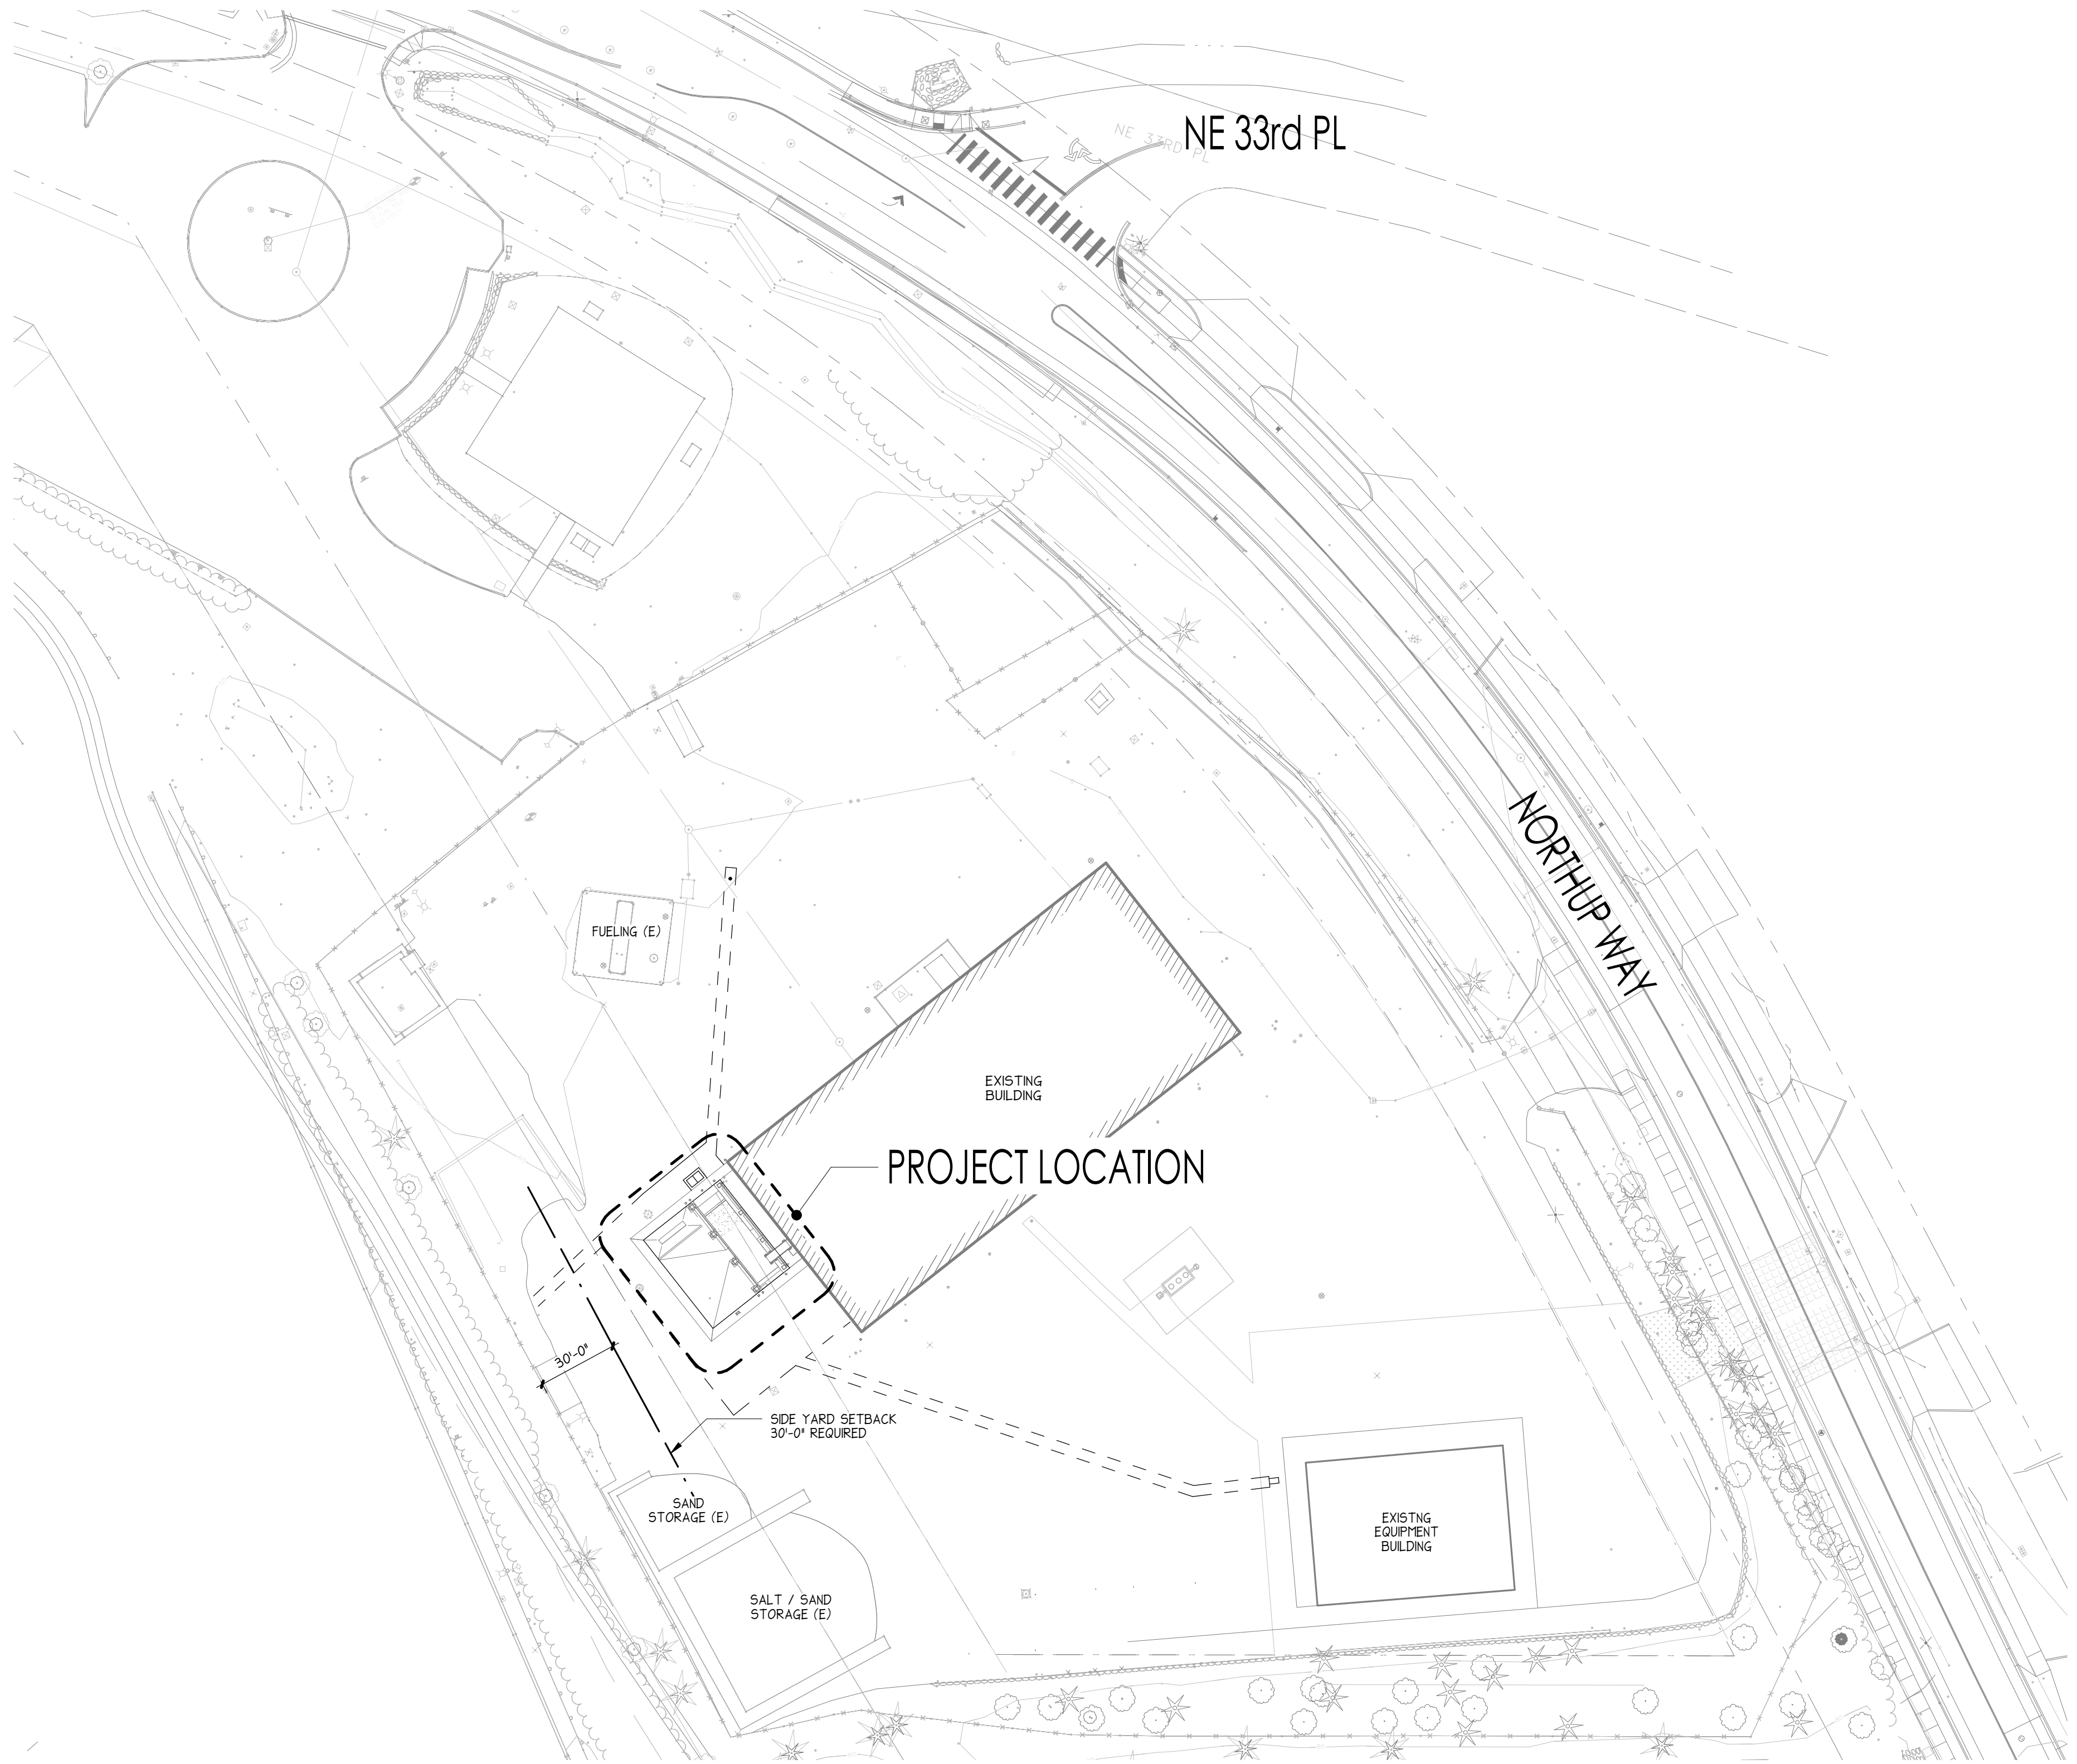 NE 33RD PL
NE 33rd PL
NORTHUP WAY
FUELING (E)
EXISTING
BUILDING
PROJECT LOCATION
30'-0"
SIDE YARD SETBACK
30'-0" REQUIRED
SAND
STORAGE (E)
EXISTNG
EQUIPMENT
BUILDING
SALT / SAND
STORAGE (E)